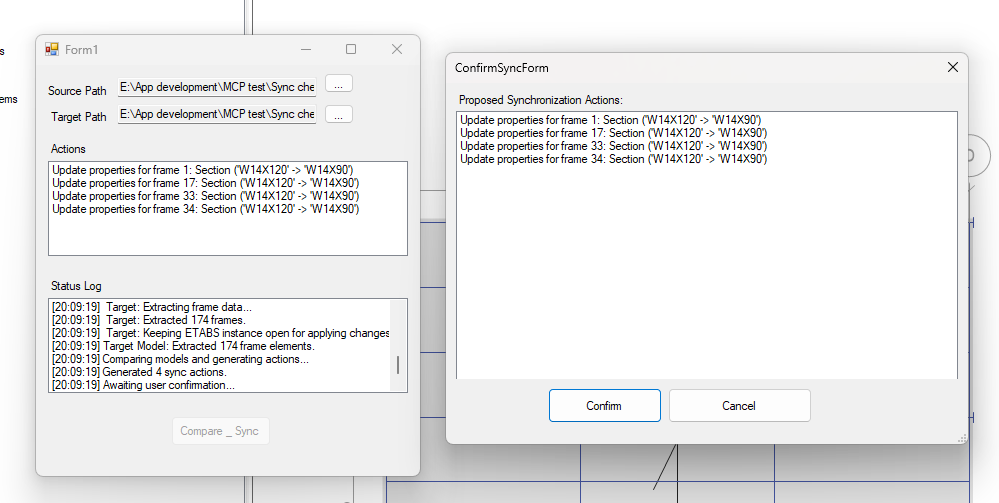 s
ems
Form1
Source Path E:\App development\MCP test\Sync che ...
Target Path E:\App development\MCP test\Sync che ...
Actions
Update properties for frame 1: Section ('W14X120' -> 'W14X90')
Update properties for frame 17: Section ('W14X120' -> 'W14X90')
Update properties for frame 33: Section ('W14X120' -> 'W14X90')
Update properties for frame 34: Section ('W14X120' -> 'W14X90')
Status Log
[20:09:19] Target: Extracting frame data...
[20:09:19] Target: Extracted 174 frames.
[20:09:19] Target: Keeping ETABS instance open for applying changes
[20:09:19] Target Model: Extracted 174 frame elements.
[20:09:19] Comparing models and generating actions...
[20:09:19] Generated 4 sync actions.
[20:09:19] Awaiting user confirmation...
Compare _ Sync
ConfirmSyncForm
Proposed Synchronization Actions:
Update properties for frame 1: Section ('W14X120' -> 'W14X90')
Update properties for frame 17: Section ('W14X120' -> 'W14X90')
Update properties for frame 33: Section ('W14X120' -> 'W14X90')
Update properties for frame 34: Section ('W14X120' -> 'W14X90')
Confirm
Cancel